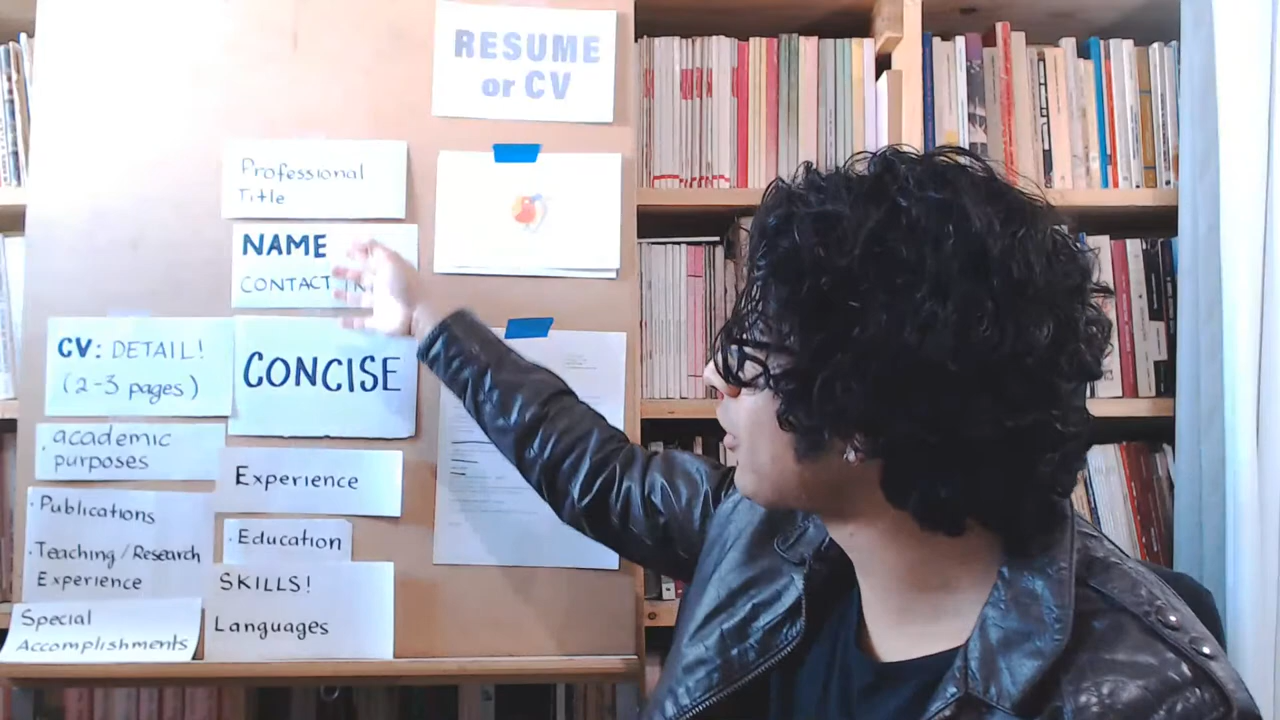 RESUME
or CV
Professional
Title
NAME
CONTACT
CV: DETAIL!
(2-3 pages)
· academic
purposes
· Publications
· Teaching/Research
Experience
Special
Accomplishments
CONCISE
Experience
· Education
SKILLS!
Languages